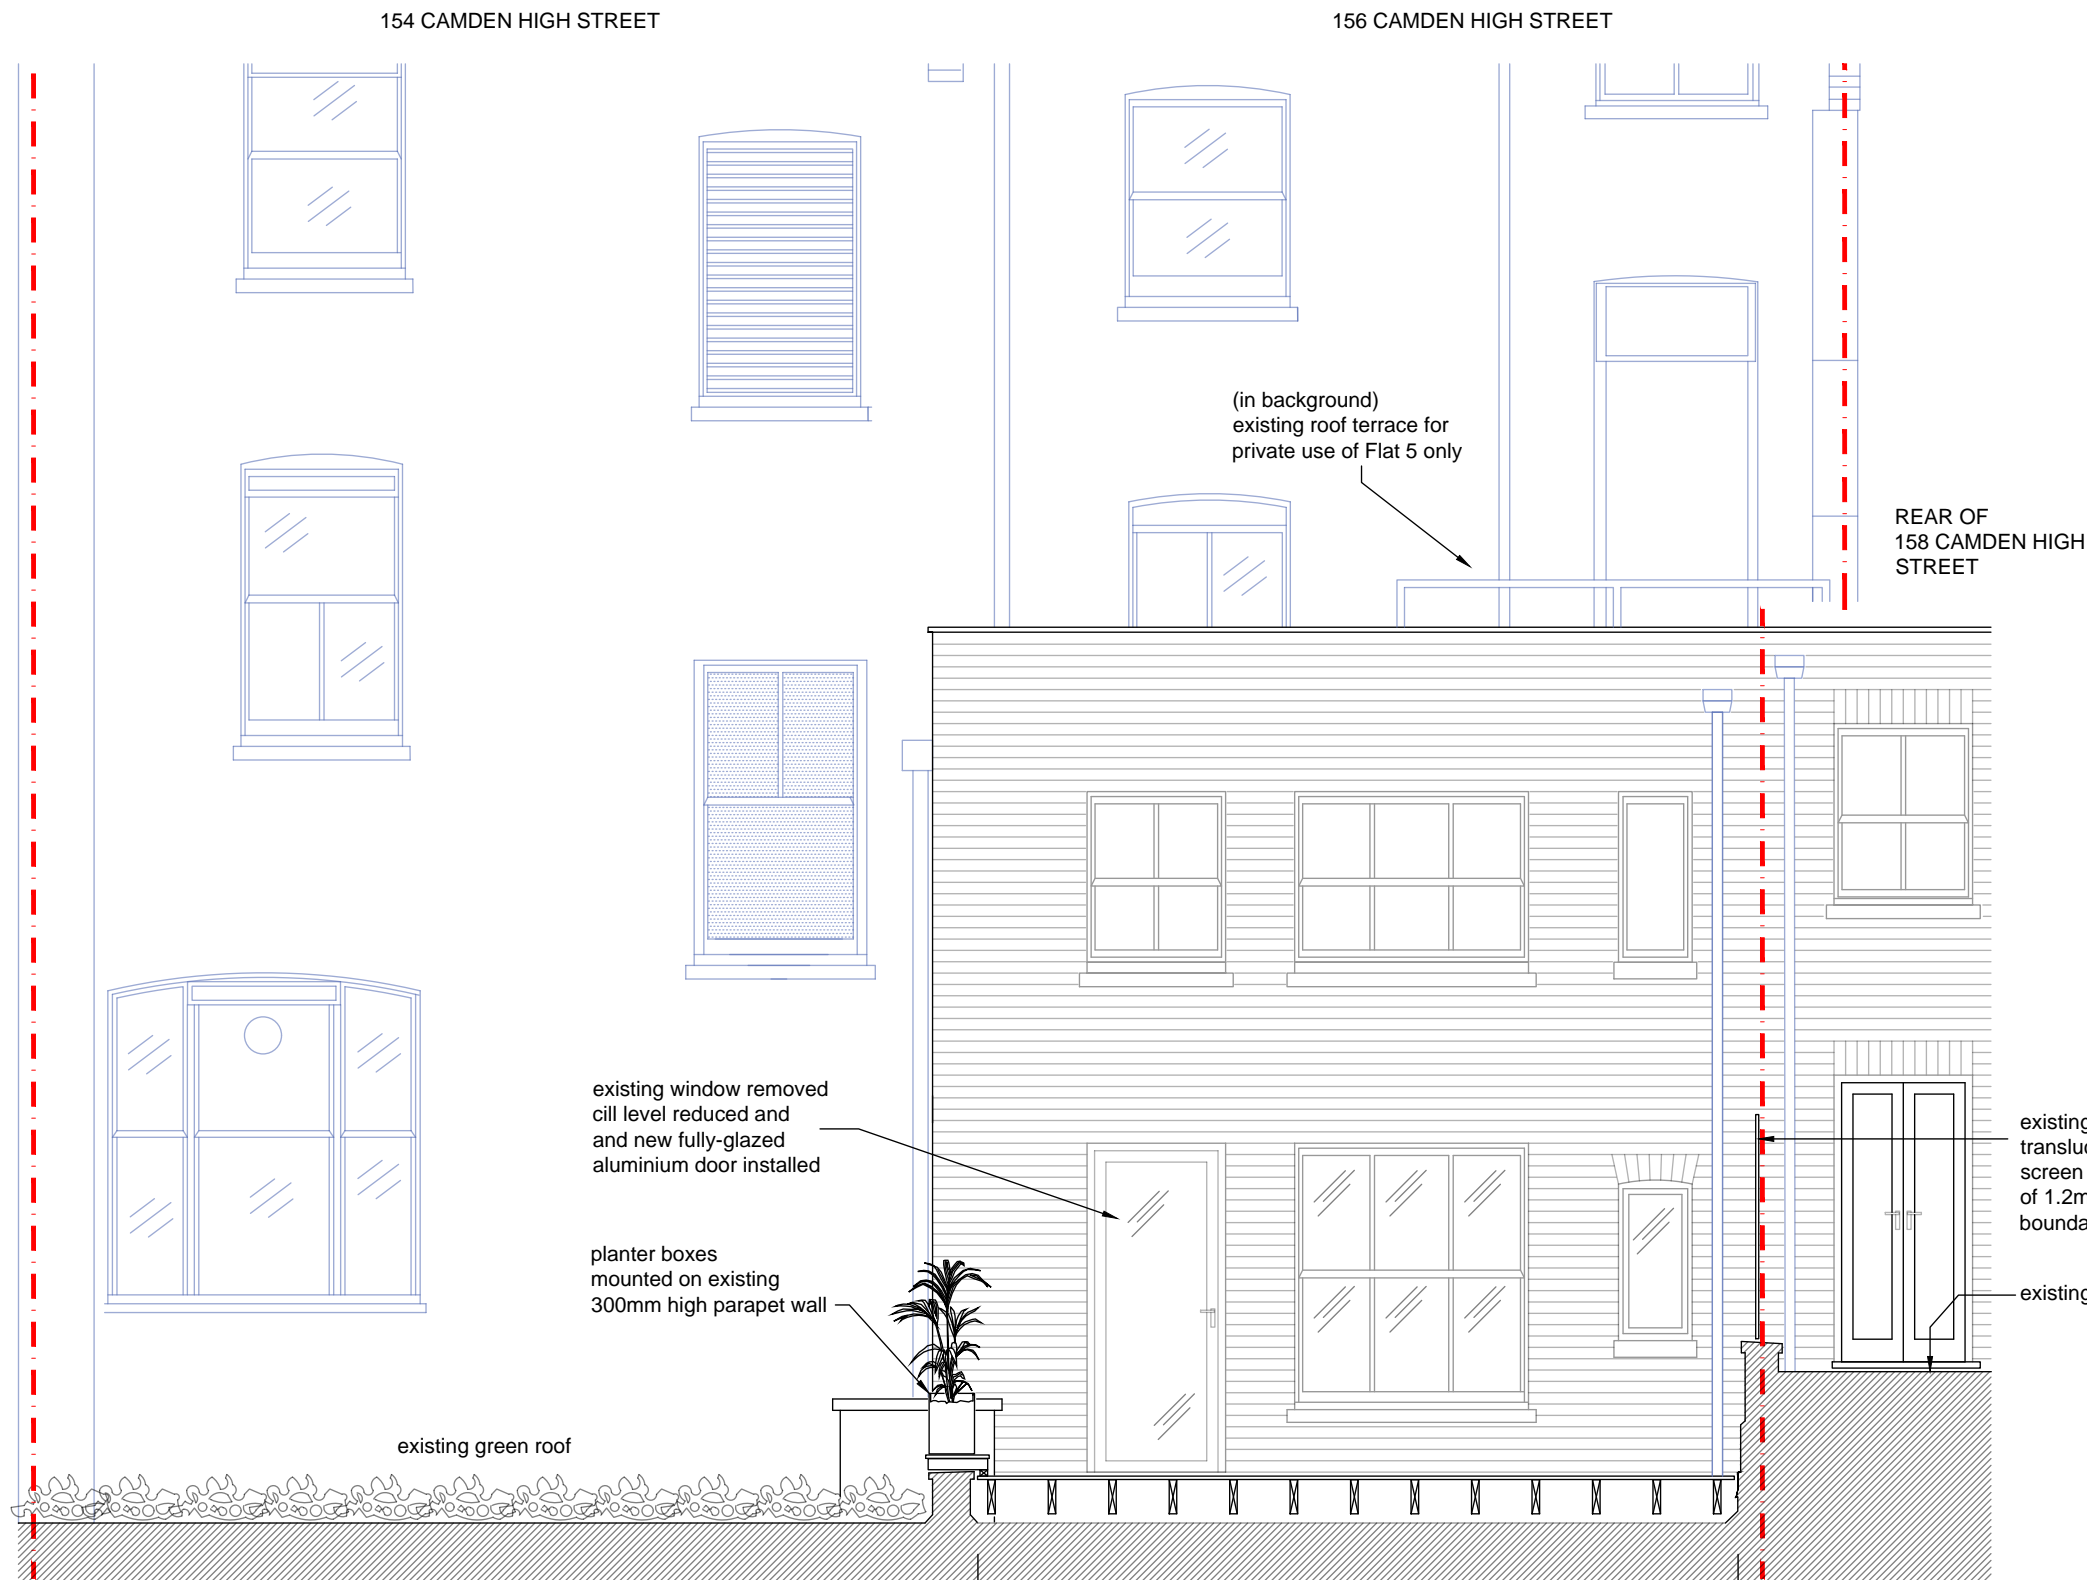 154 CAMDEN HIGH STREET
156 CAMDEN HIGH STREET
(in background)
existing roof terrace for
private use of Flat 5 only
REAR OF
158 CAMDEN HIGH
STREET
existing window removed
cill level reduced and
and new fully-glazed
aluminium door installed
planter boxes
mounted on existing
300mm high parapet wall
existing green roof
existing
screen
of 1.2m
existing